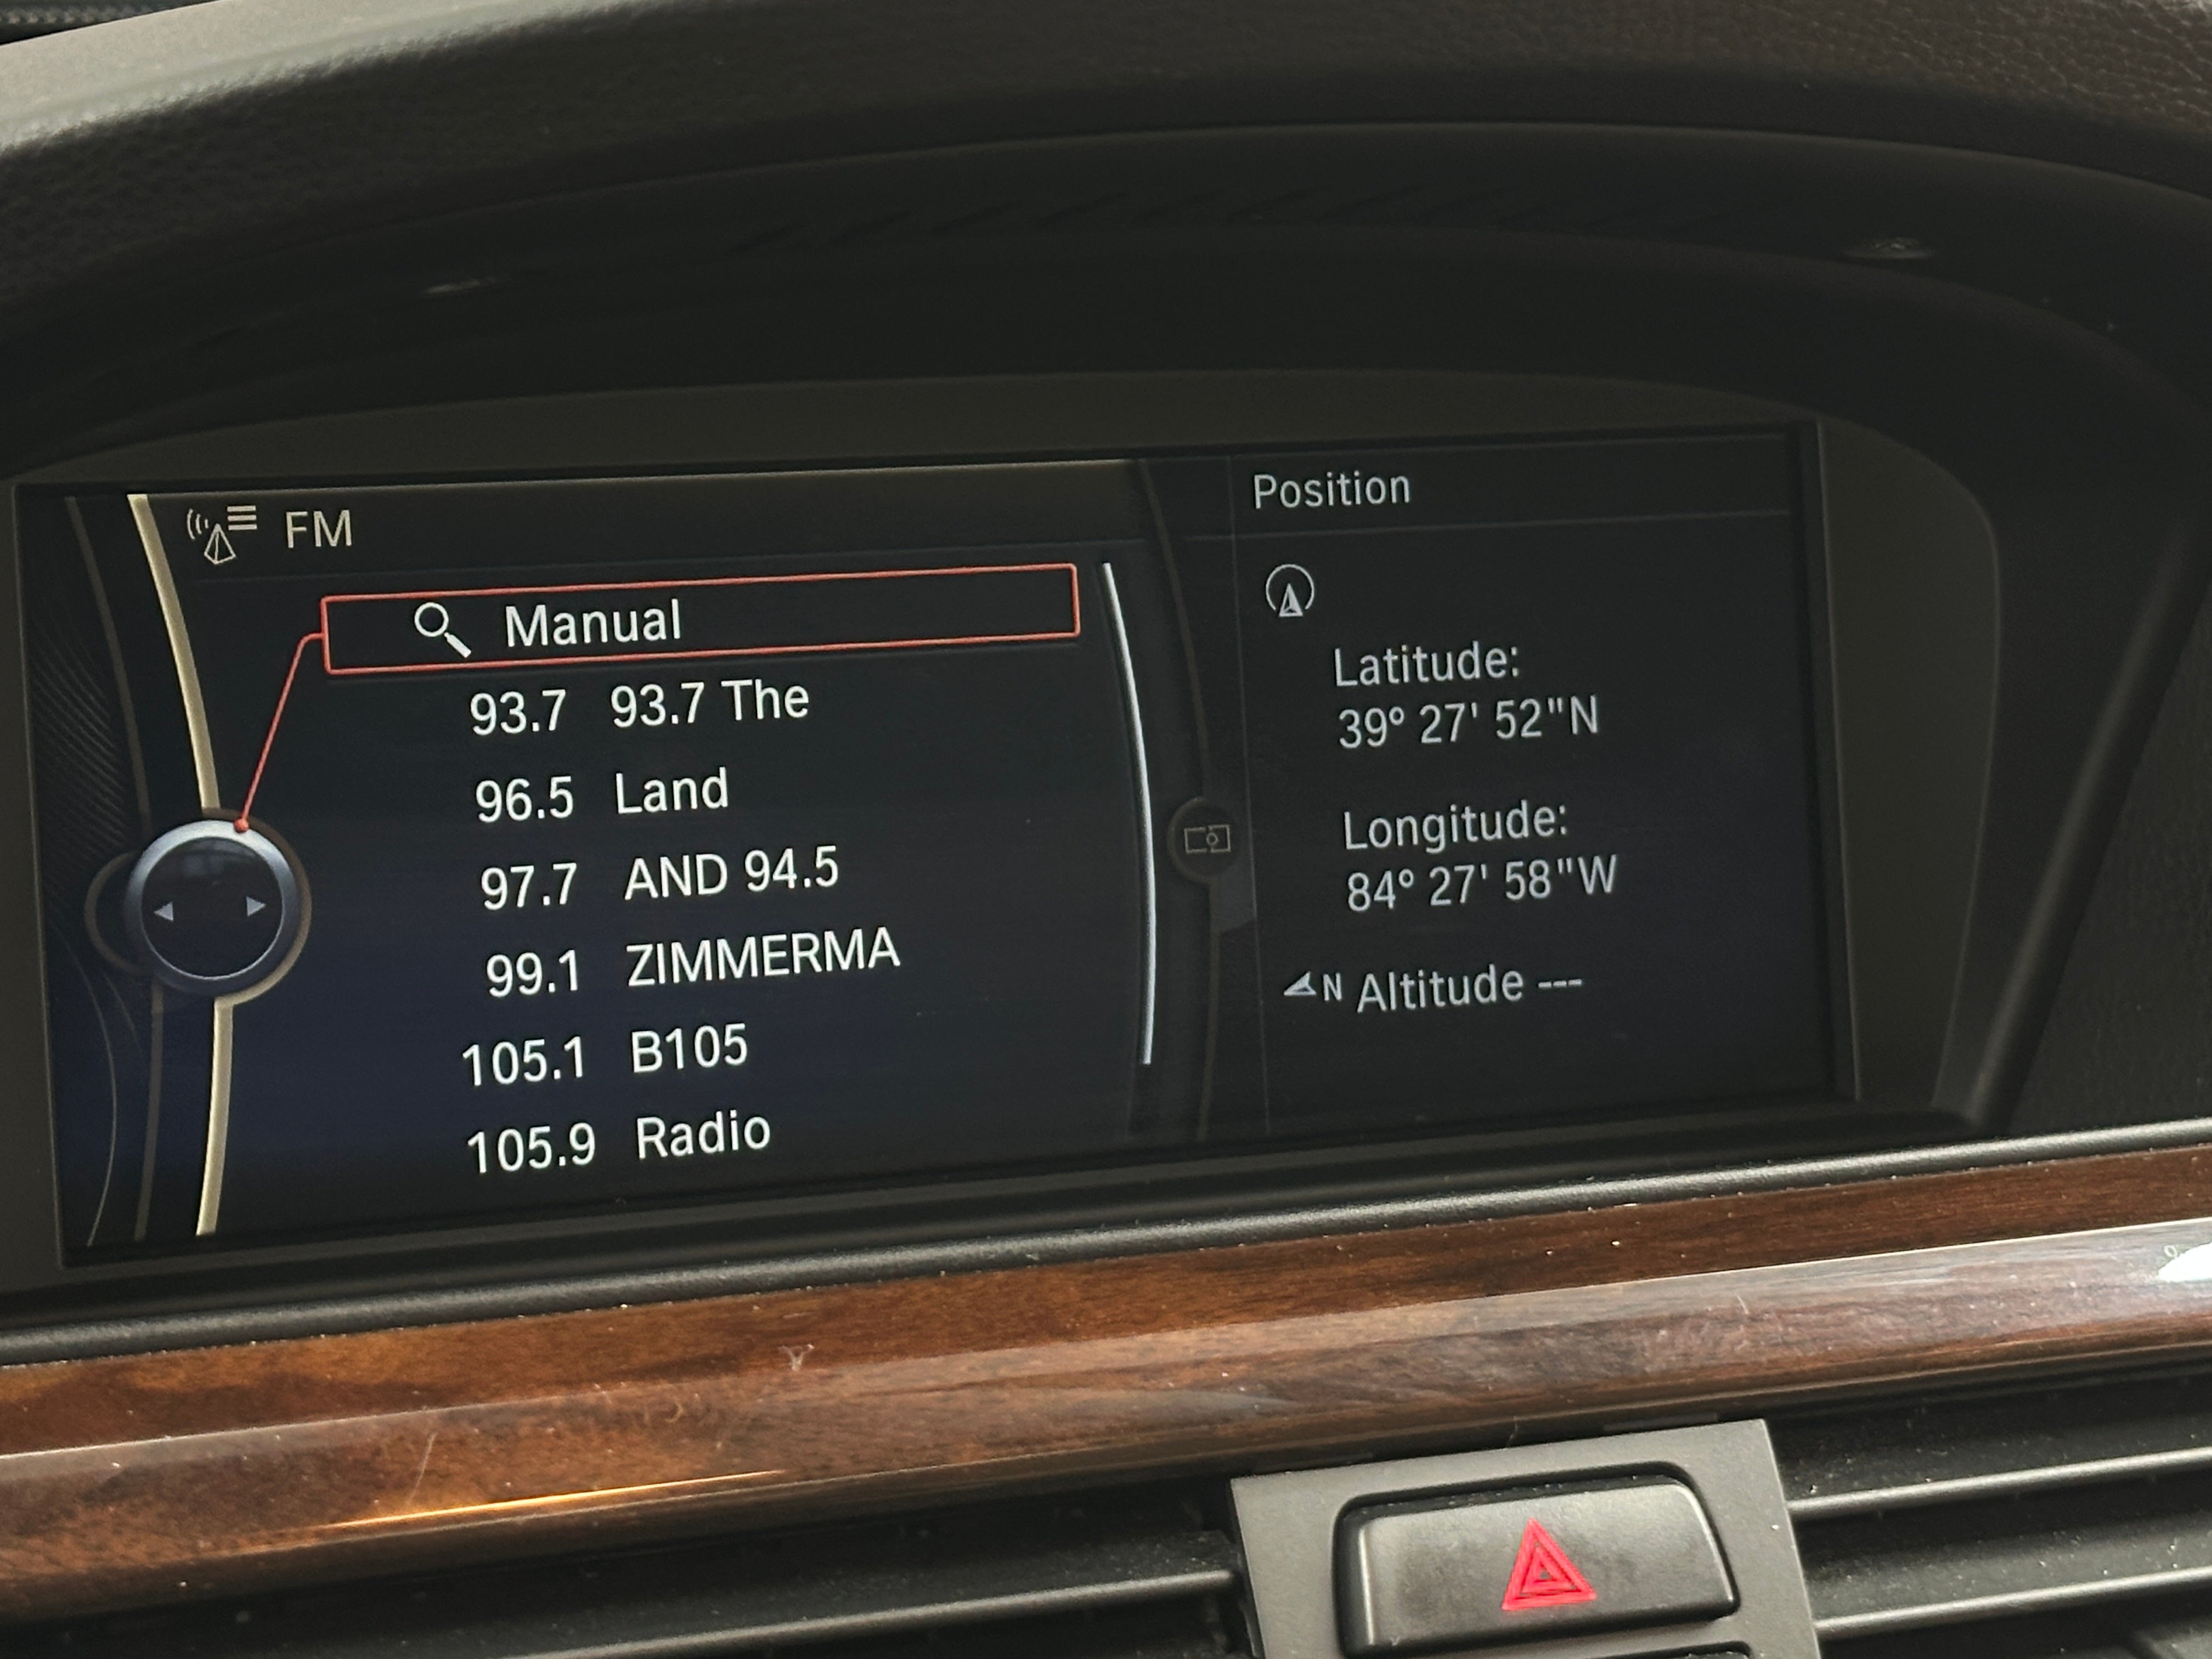 FM
Manual
93.7 93.7 The
96.5 Land
97.7 AND 94.5
99.1 ZIMMERMA
105.1 B105
105.9 Radio
Position
Latitude:
39° 27' 52"N
Longitude:
84° 27' 58"W
N Altitude ---